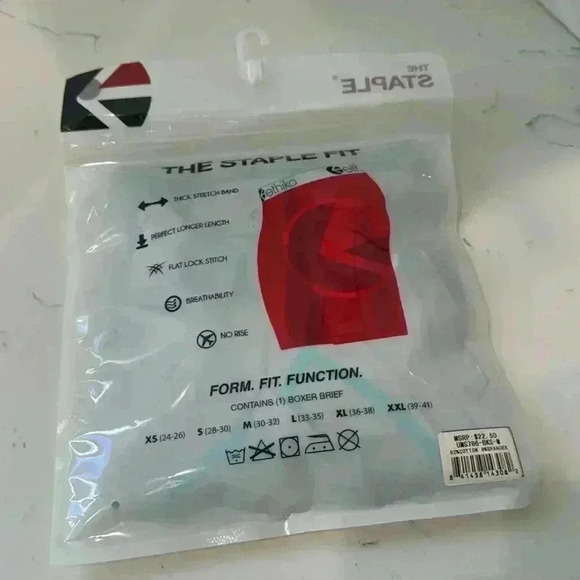 THE
STAPLE®
THE STAPLE FIT
ethika
THICK STRETCH BAND
PERFECT LONGER LENGTH
FLAT LOCK STITCH
BREATHABILITY
NO RISE
FORM. FIT. FUNCTION.
CONTAINS (1) BOXER BRIEF
XS (24-26) S (28-30) M (30-32) L (33-35) XL (36-38) XXL (39-41)
MSRP:$22.50